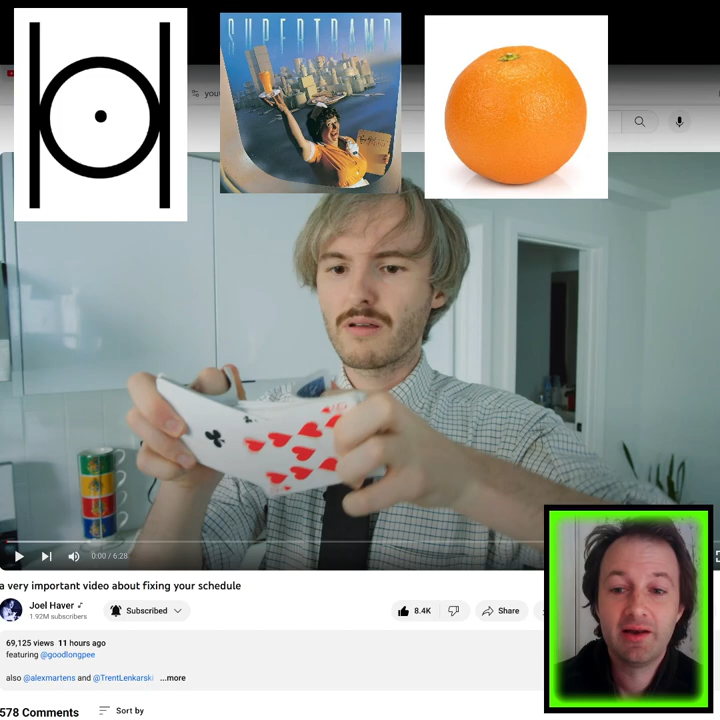 SUPERTRAMP
you
0:00 / 6:28
a very important video about fixing your schedule
Joel Haver
1.92M subscribers
Subscribed
8.4K
Share
69,125 views 11 hours ago
featuring @goodlongpee
also @alexmartens and @TrentLenkarski ...more
578 Comments
Sort by